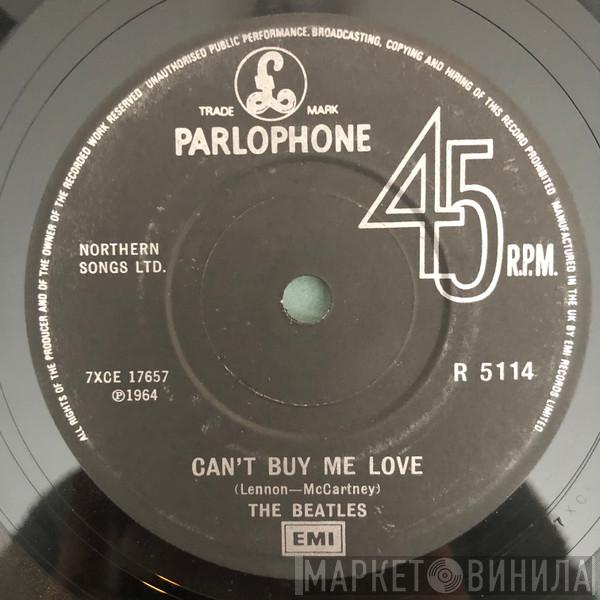 ALL RIGHTS OF THE PRODUCER AND OF THE OWNER OF THE RECORDED WORK RESERVED. UNAUTHORISED PUBLIC PERFORMANCE, BROADCASTING, COPYING AND HIRING OF THIS RECORD PROHIBITED MANUFACTURED IN THE UK BY EMI RECORDS LIMITED.
£
TRADE MARK
PARLOPHONE
45
R.P.M.
NORTHERN
SONGS LTD.
7XCE 17657
R 5114
℗1964
CAN'T BUY ME LOVE
(Lennon—McCartney)
THE BEATLES
EMI
7XC
МАРКЕТ ВИНИЛА